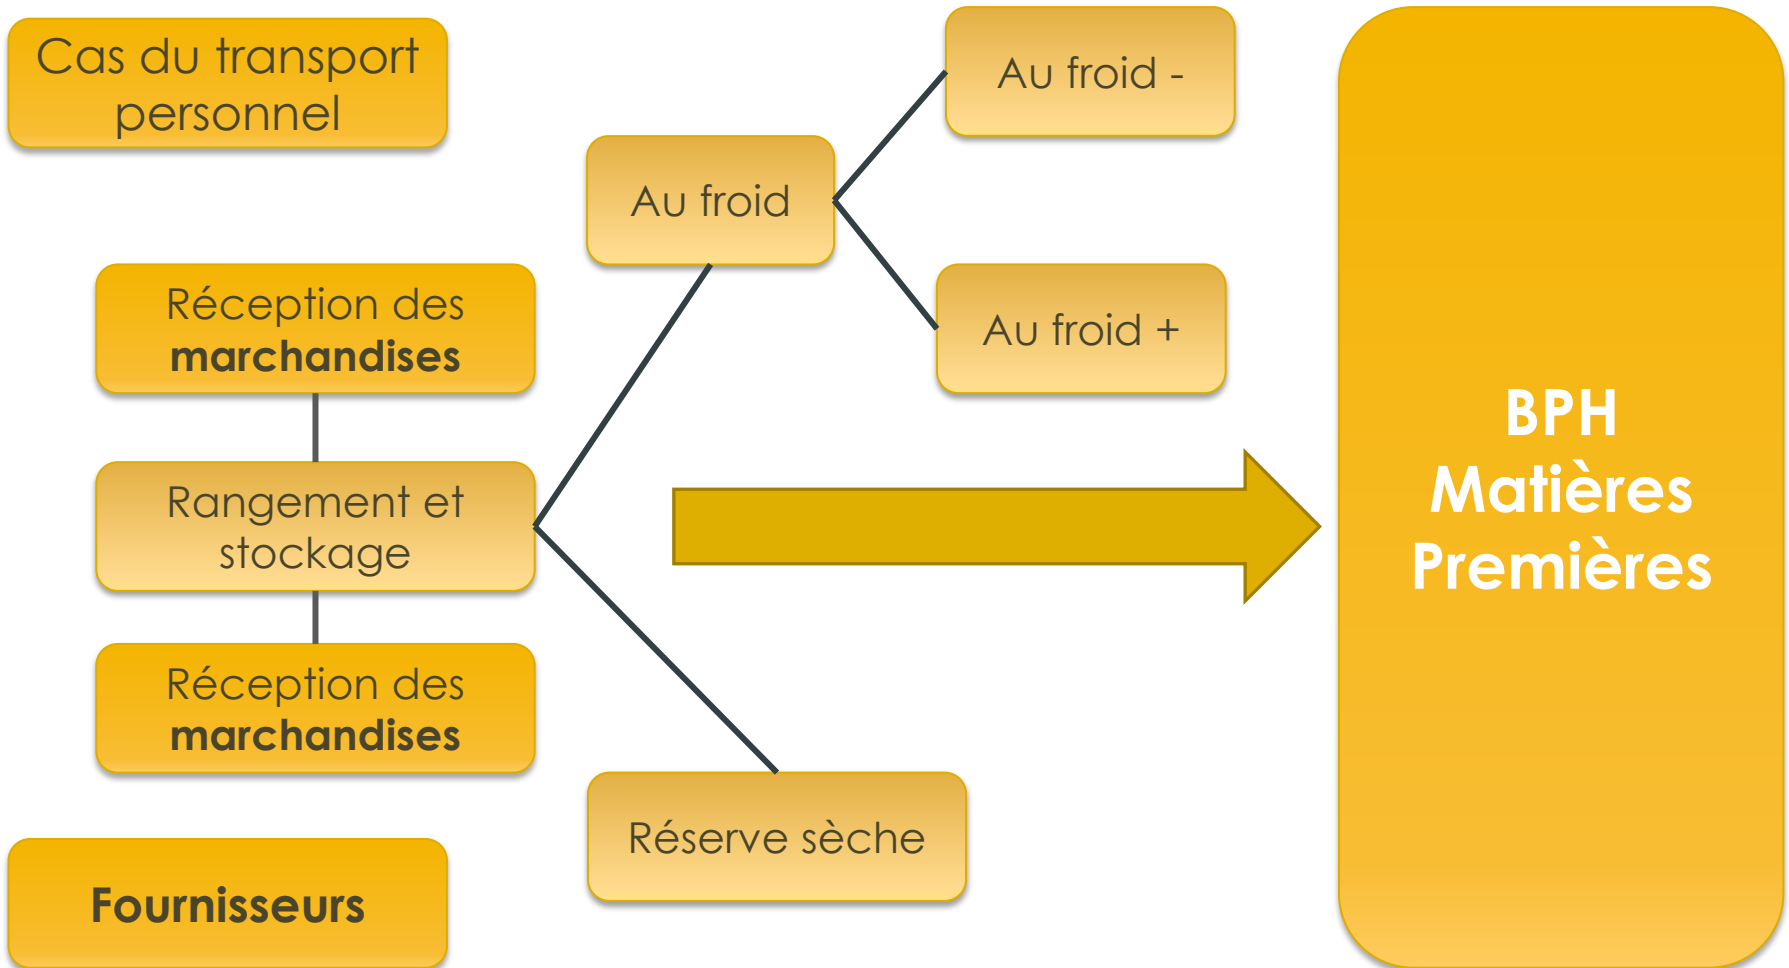 Cas du transport
personnel
Au froid -
Au froid
Au froid +
Réception des
marchandises
Rangement et
stockage
Réception des
marchandises
Réserve sèche
Fournisseurs
BPH
Matières
Premières